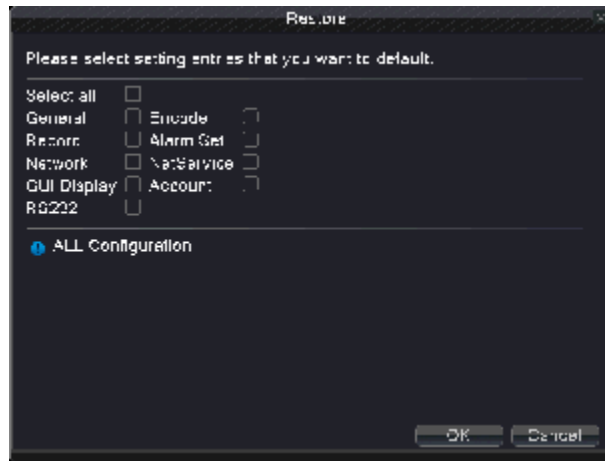 Restore
Please select setting entries that you want to default.
Select all
General Encode
Record Alarm Set
Network NetService
GUI Display Account
RS232
ALL Configuration
OK Cancel